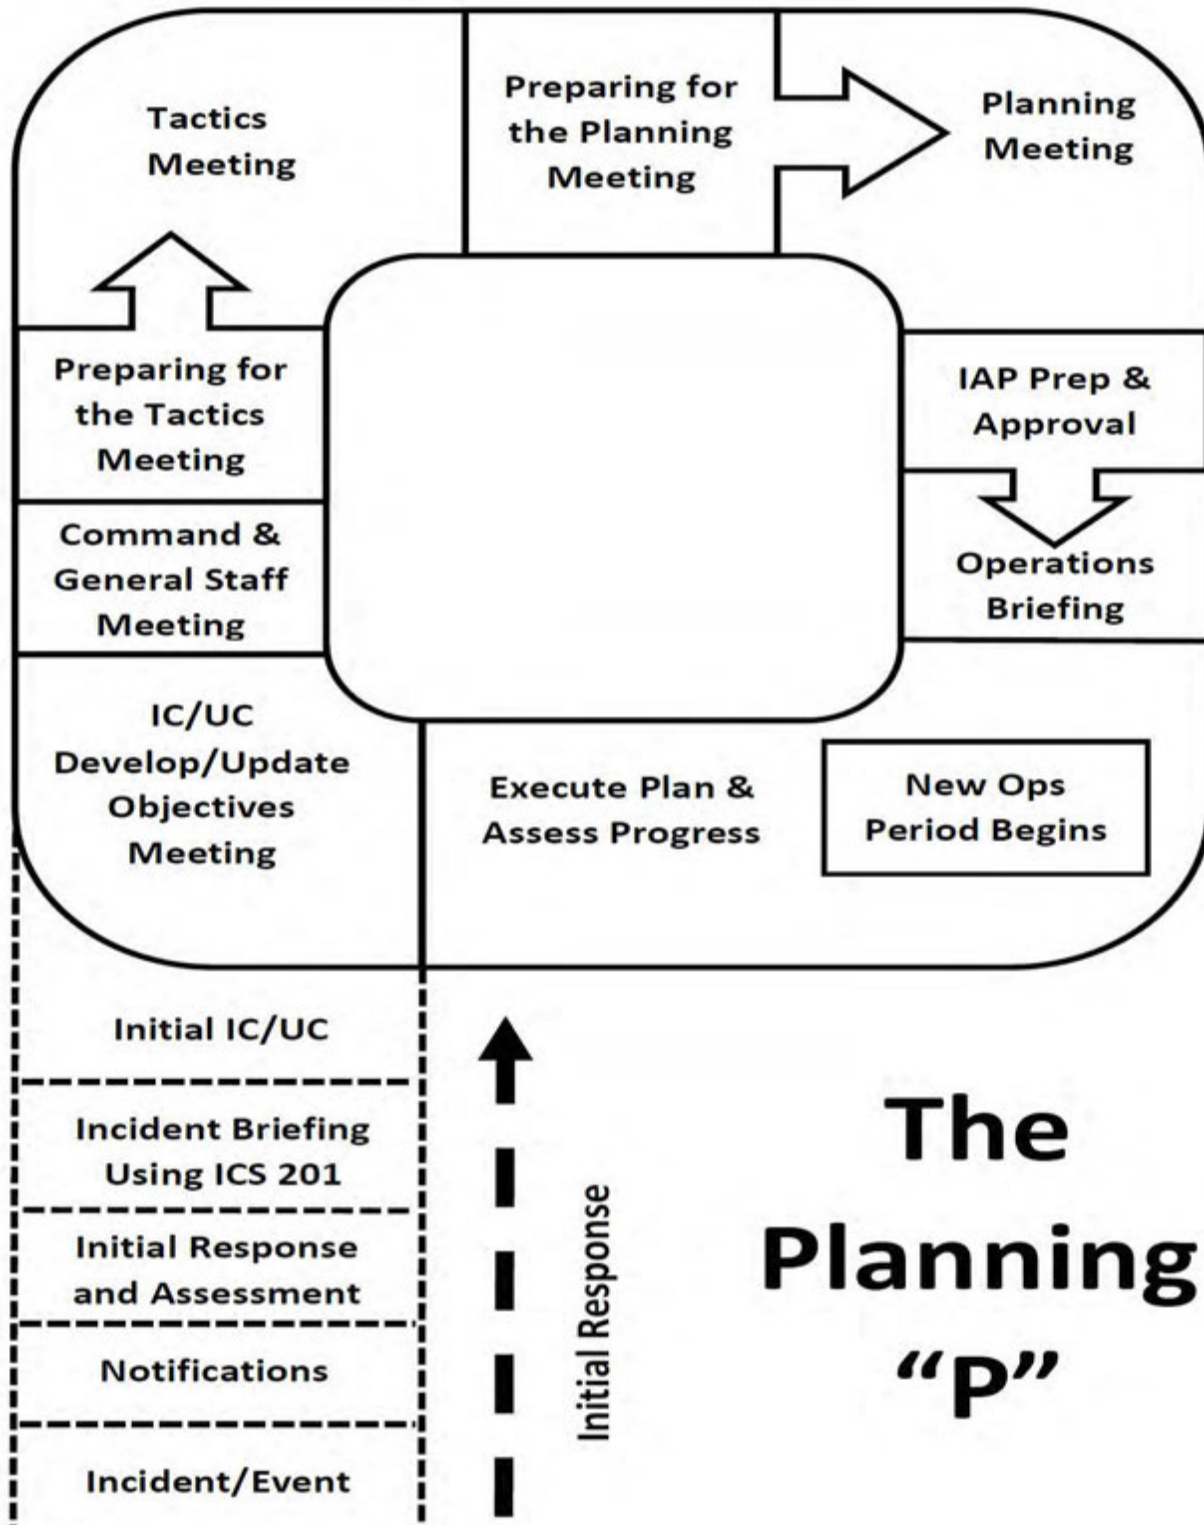 Tactics
Meeting
Preparing for
the Planning
Meeting
Planning
Meeting
Preparing for
the Tactics
Meeting
IAP Prep &
Approval
Command &
General Staff
Meeting
Operations
Briefing
IC/UC
Develop/Update
Objectives
Meeting
Execute Plan &
Assess Progress
New Ops
Period Begins
Initial IC/UC
Incident Briefing
Using ICS 201
Initial Response
and Assessment
Notifications
Incident/Event
Initial Response
The
Planning
“P”